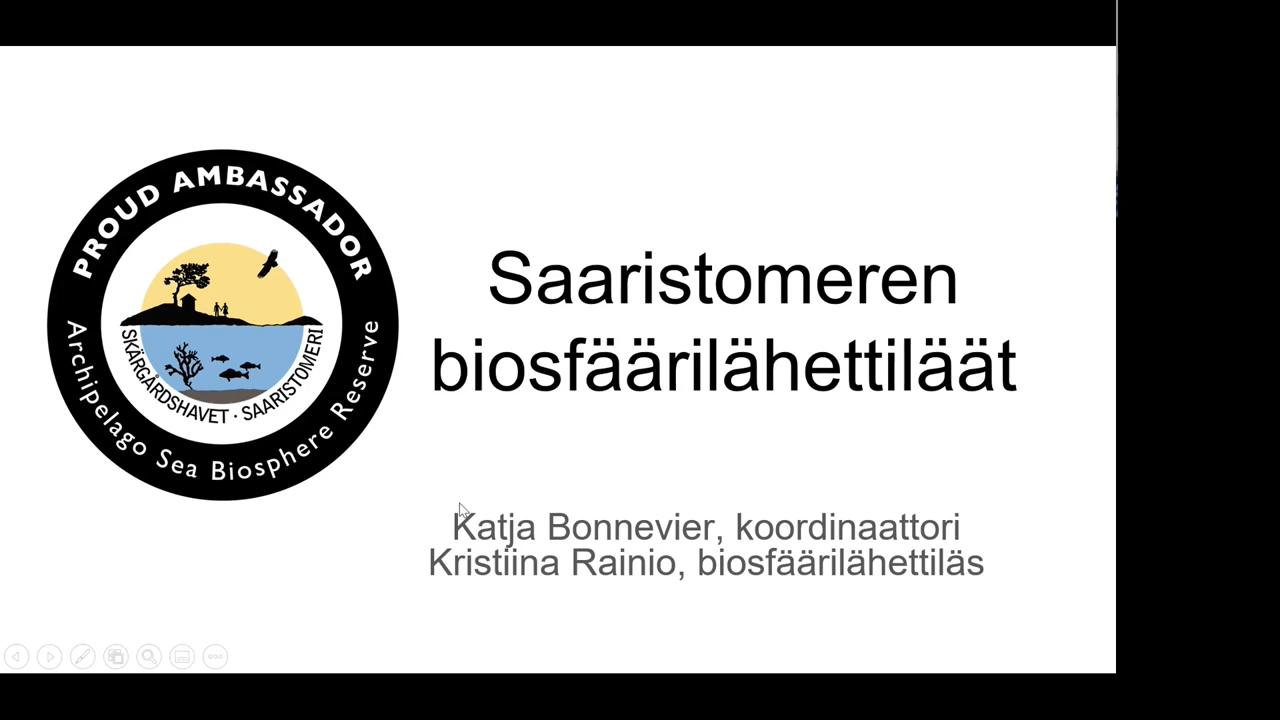 PROUD AMBASSADOR
SKÄRGÅRDSHAVET · SAARISTOMERI
Archipelago Sea Biosphere Reserve
Saaristomeren
biosfäärilähettiläät
Katja Bonnevier, koordinaattori
Kristiina Rainio, biosfäärilähettiläs